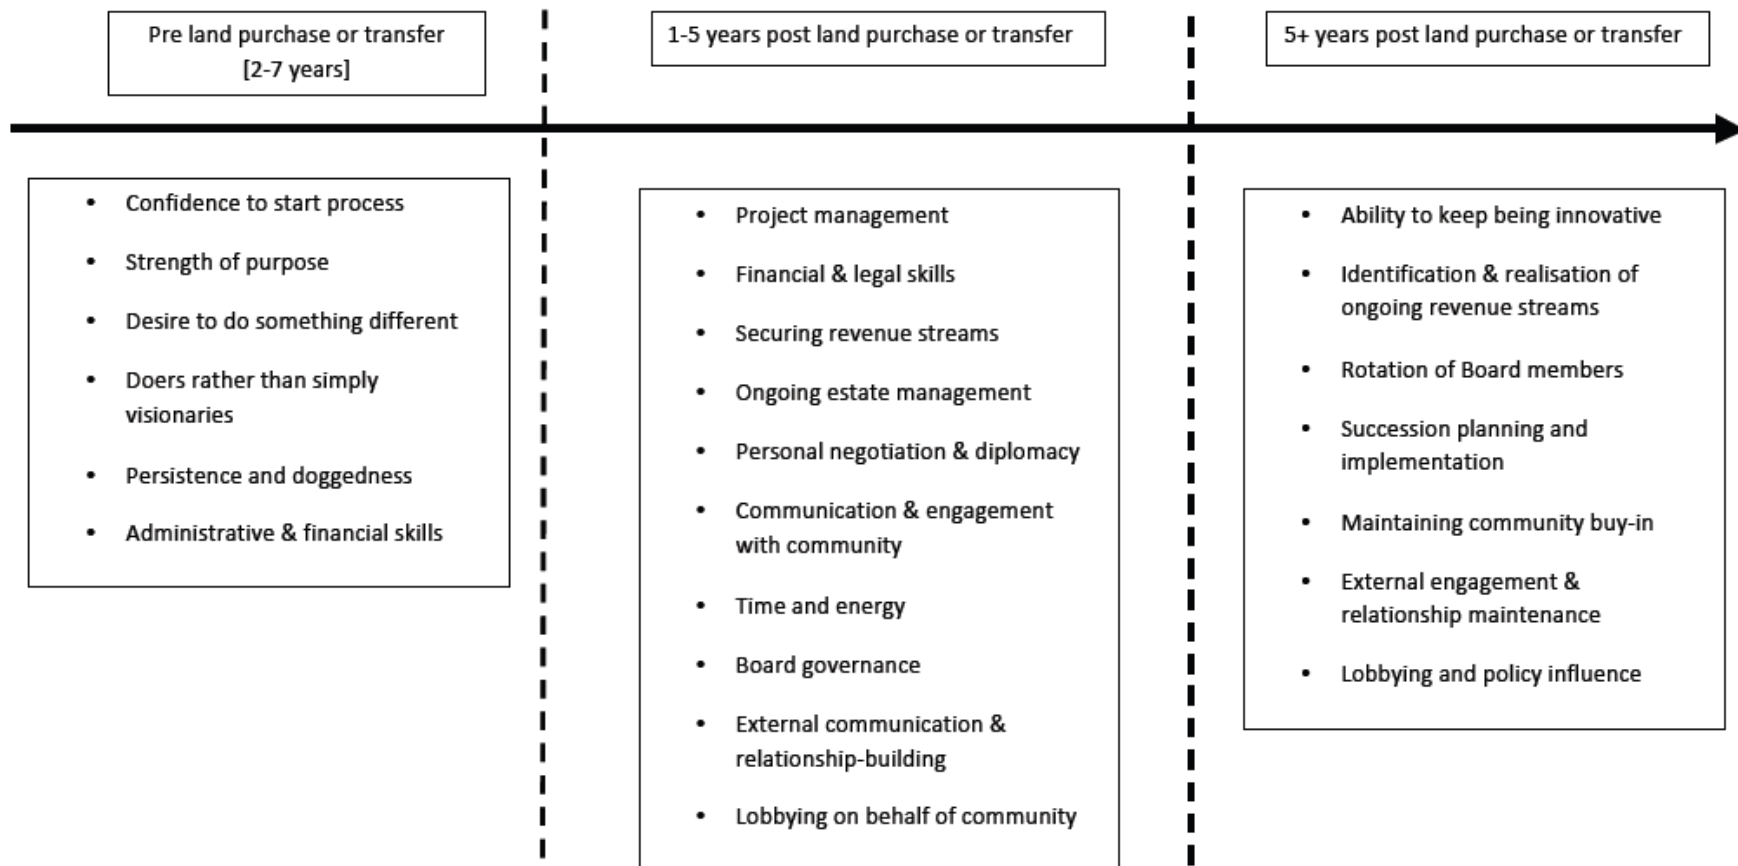 Pre land purchase or transfer
[2-7 years]
1-5 years post land purchase or transfer
5+ years post land purchase or transfer
• Confidence to start process
• Strength of purpose
• Desire to do something different
• Doers rather than simply
visionaries
• Persistence and doggedness
• Administrative & financial skills
• Project management
• Financial & legal skills
• Securing revenue streams
• Ongoing estate management
• Personal negotiation & diplomacy
• Communication & engagement
with community
• Time and energy
• Board governance
• External communication &
relationship-building
• Lobbying on behalf of community
• Ability to keep being innovative
• Identification & realisation of
ongoing revenue streams
• Rotation of Board members
• Succession planning and
implementation
• Maintaining community buy-in
• External engagement &
relationship maintenance
• Lobbying and policy influence